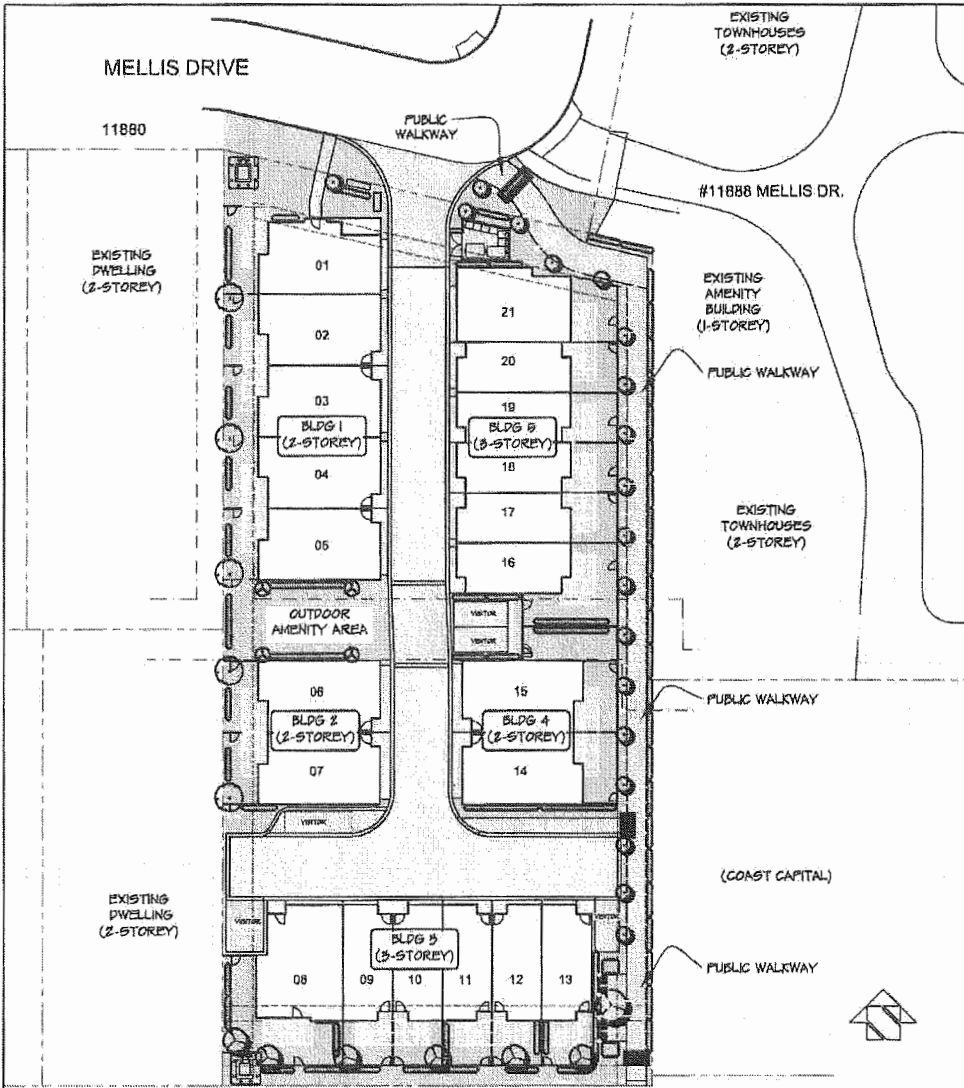 EXISTING
TOWNHOUSES
(2-STOREY)
MELLIS DRIVE
11880
PUBLIC
WALKWAY
#11888 MELLIS DR.
EXISTING
DWELLING
(2-STOREY)
01
21
EXISTING
AMENITY
BUILDING
(1-STOREY)
02
20
PUBLIC WALKWAY
03
19
BLDG 1
(2-STOREY)
BLDG 5
(3-STOREY)
04
18
17
05
16
EXISTING
TOWNHOUSES
(2-STOREY)
OUTDOOR
AMENITY AREA
VISITOR
VISITOR
06
15
PUBLIC WALKWAY
BLDG 2
(2-STOREY)
BLDG 4
(2-STOREY)
07
14
VISITOR
(COAST CAPITAL)
EXISTING
DWELLING
(2-STOREY)
VISITOR
VISITOR
BLDG 3
(3-STOREY)
08
09
10
11
12
13
PUBLIC WALKWAY